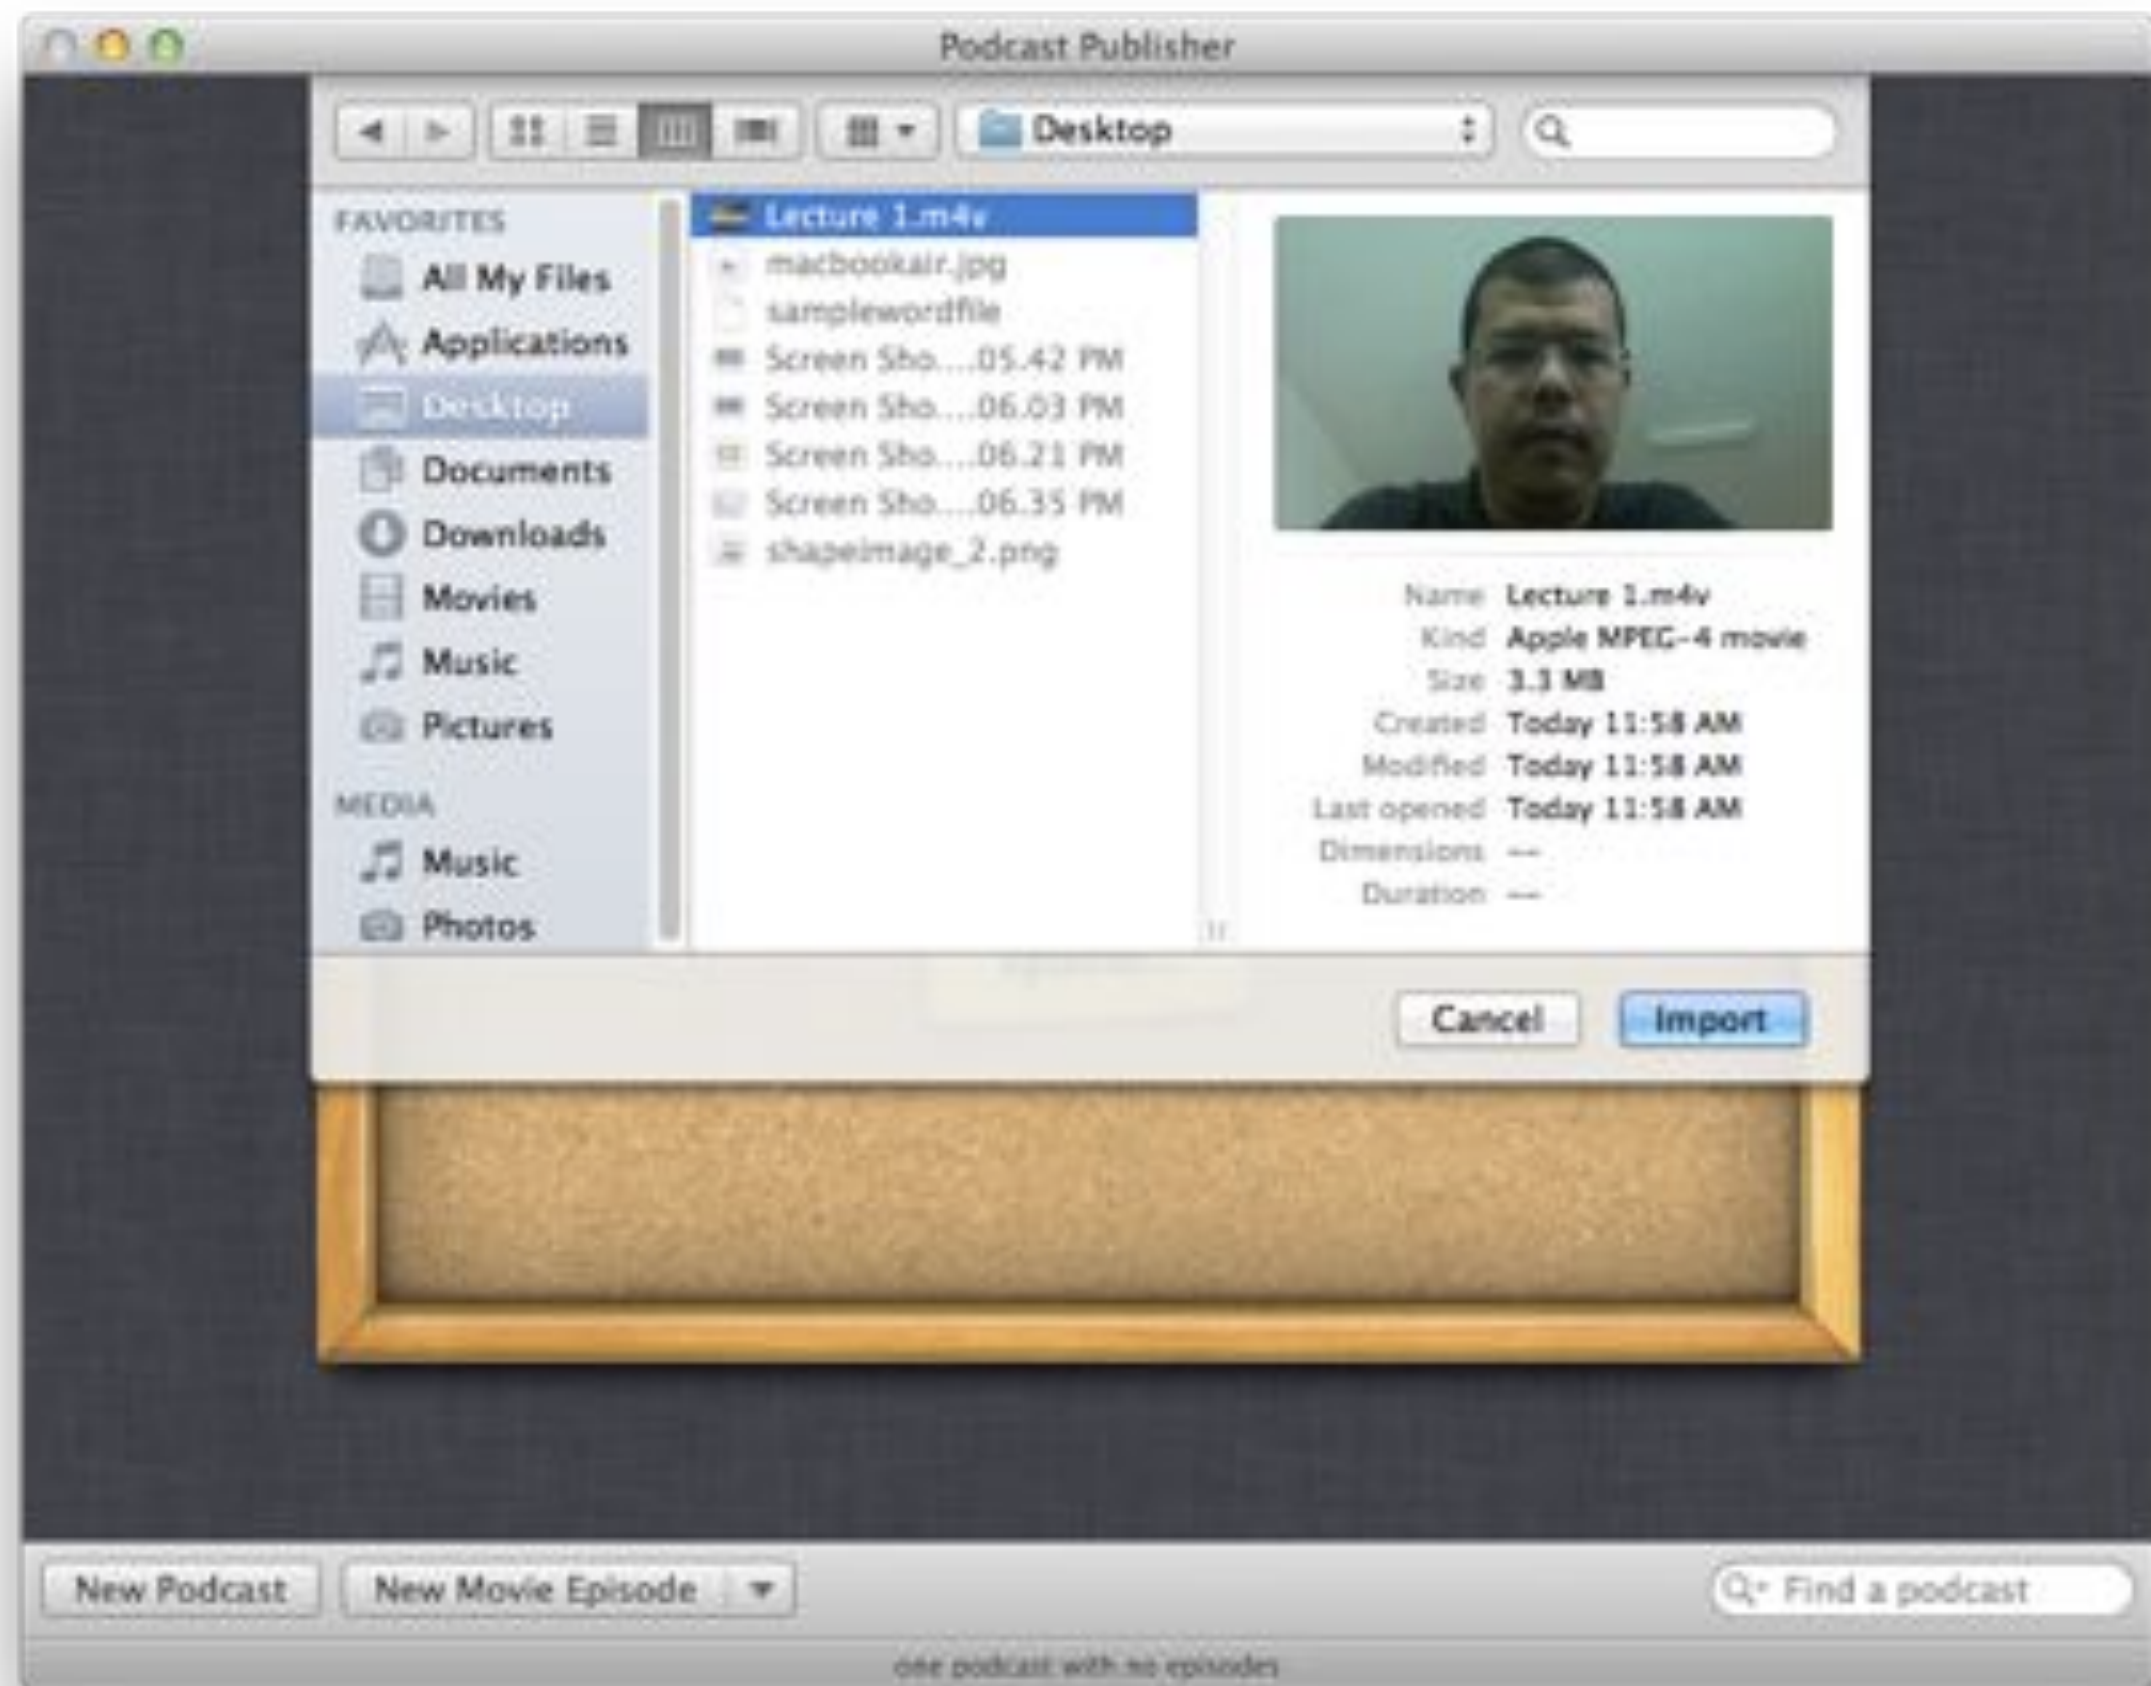 Podcast Publisher
Desktop
FAVORITES
All My Files
Applications
Desktop
Documents
Downloads
Movies
Music
Pictures
MEDIA
Music
Photos
Lecture 1.m4v
macbookair.jpg
samplewordfile
Screen Sho....05.42 PM
Screen Sho....06.03 PM
Screen Sho....06.21 PM
Screen Sho....06.35 PM
shapeimage_2.png
Name Lecture 1.m4v
Kind Apple MPEG-4 movie
Size 3.3 MB
Created Today 11:58 AM
Modified Today 11:58 AM
Last opened Today 11:58 AM
Dimensions --
Duration --
Cancel Import
New Podcast New Movie Episode Find a podcast
one podcast with no episodes